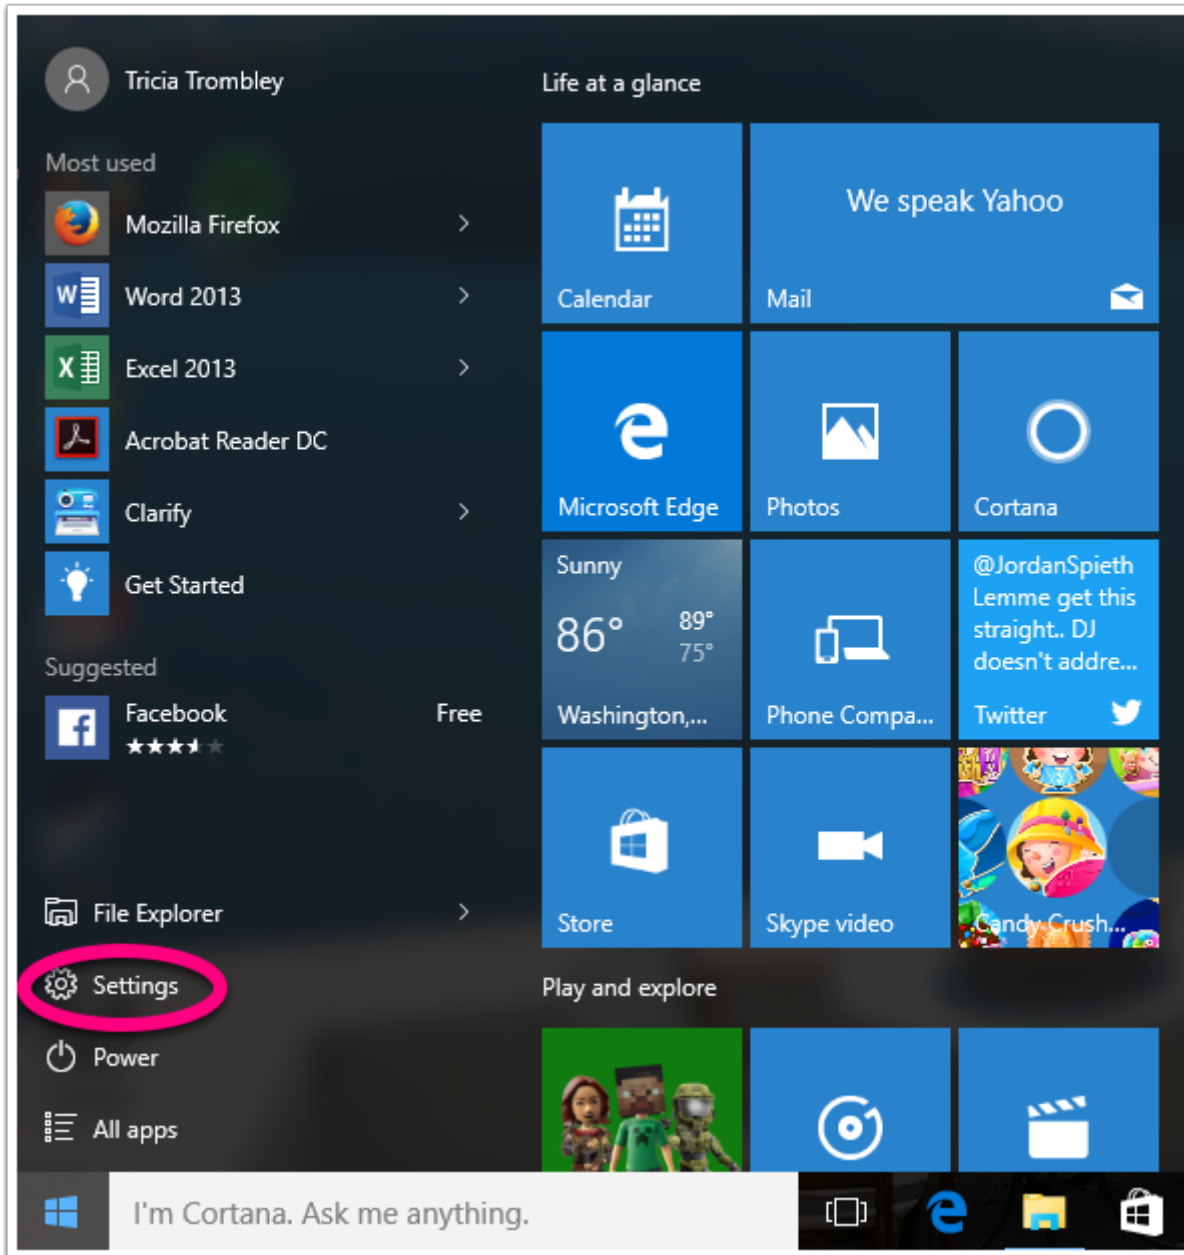 Tricia Trombley
Most used
Mozilla Firefox
Word 2013
Excel 2013
Acrobat Reader DC
Clarify
Get Started
Suggested
Facebook
Free
File Explorer
Settings
Power
All apps
Life at a glance
Calendar
We speak Yahoo
Mail
Microsoft Edge
Photos
Cortana
Sunny
86° 89°
75°
Washington,...
Phone Compa...
@JordanSpieth
Lemme get this
straight.. DJ
doesn't addre...
Twitter
Store
Skype video
Candy Crush...
Play and explore
I'm Cortana. Ask me anything.